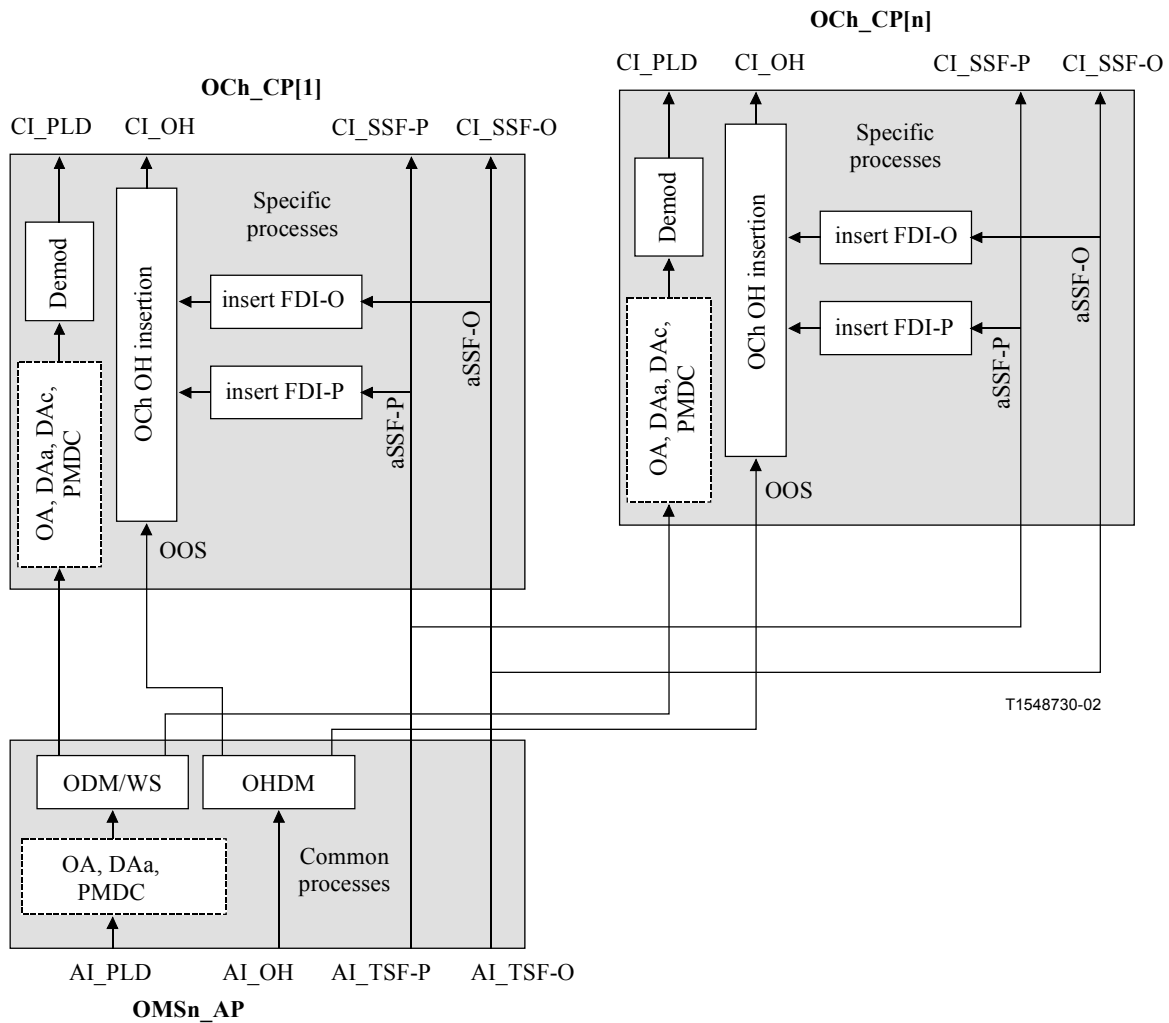 OCh_CP[n]
CI_PLD CI_OH CI_SSF-P CI_SSF-O
OCh_CP[1]
CI_PLD CI_OH CI_SSF-P CI_SSF-O
Specific
processes
Demod
OCh OH insertion
insert FDI-O
insert FDI-P
aSSF-O
aSSF-P
OA, DAa, DAc,
PMDC
OOS
Specific
processes
Demod
OCh OH insertion
insert FDI-O
insert FDI-P
aSSF-O
aSSF-P
OA, DAa, DAc,
PMDC
OOS
T1548730-02
ODM/WS
OHDM
OA, DAa,
PMDC
Common
processes
AI_PLD AI_OH AI_TSF-P AI_TSF-O
OMSn_AP